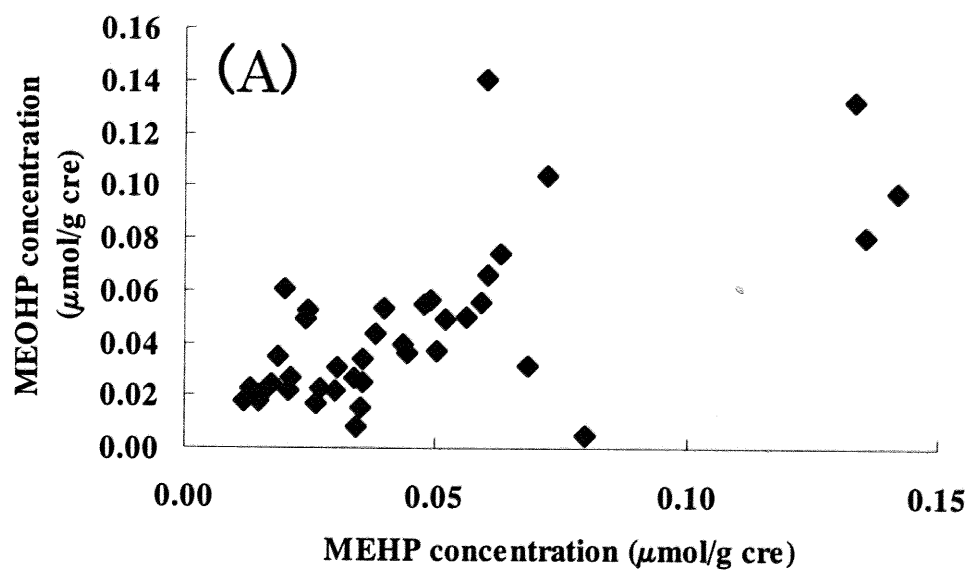 (A)
MEOHP concentration
(μmol/g cre)
0.16
0.14
0.12
0.10
0.08
0.06
0.04
0.02
0.00
0.00 0.05 0.10 0.15
MEHP concentration (μmol/g cre)